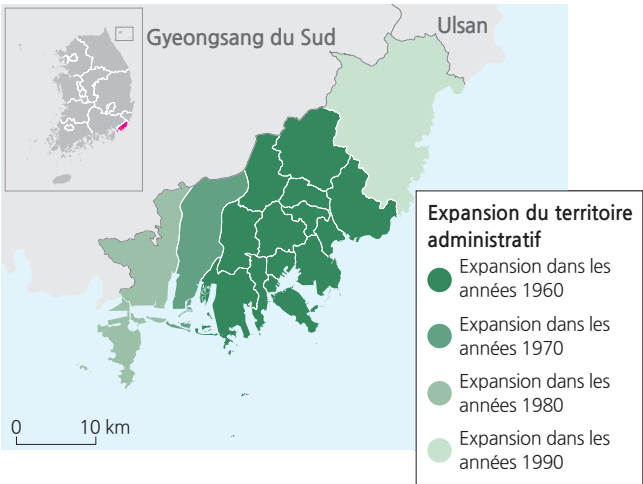 Gyeongsang du Sud
Ulsan
Expansion du territoire
administratif
Expansion dans les
années 1960
Expansion dans les
années 1970
Expansion dans les
années 1980
Expansion dans les
années 1990
0 10 km